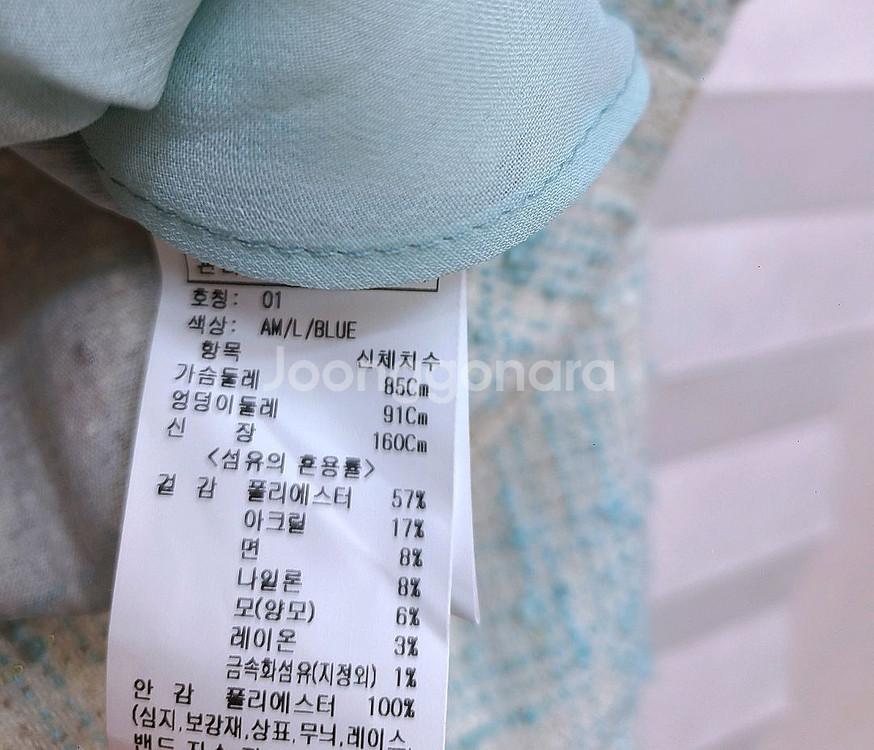 호칭: 01
색상: AM/L/BLUE
항목 신체치수
가슴둘레 85Cm
엉덩이둘레 91Cm
신 장 160Cm
<섬유의 혼용률>
겉 감 폴리에스터 57%
아크릴 17%
면 8%
나일론 8%
모(양모) 6%
레이온 3%
금속화섬유(지정외) 1%
안 감 폴리에스터 100%
(심지,보강재,상표,무늬,레이스
Joonggonara